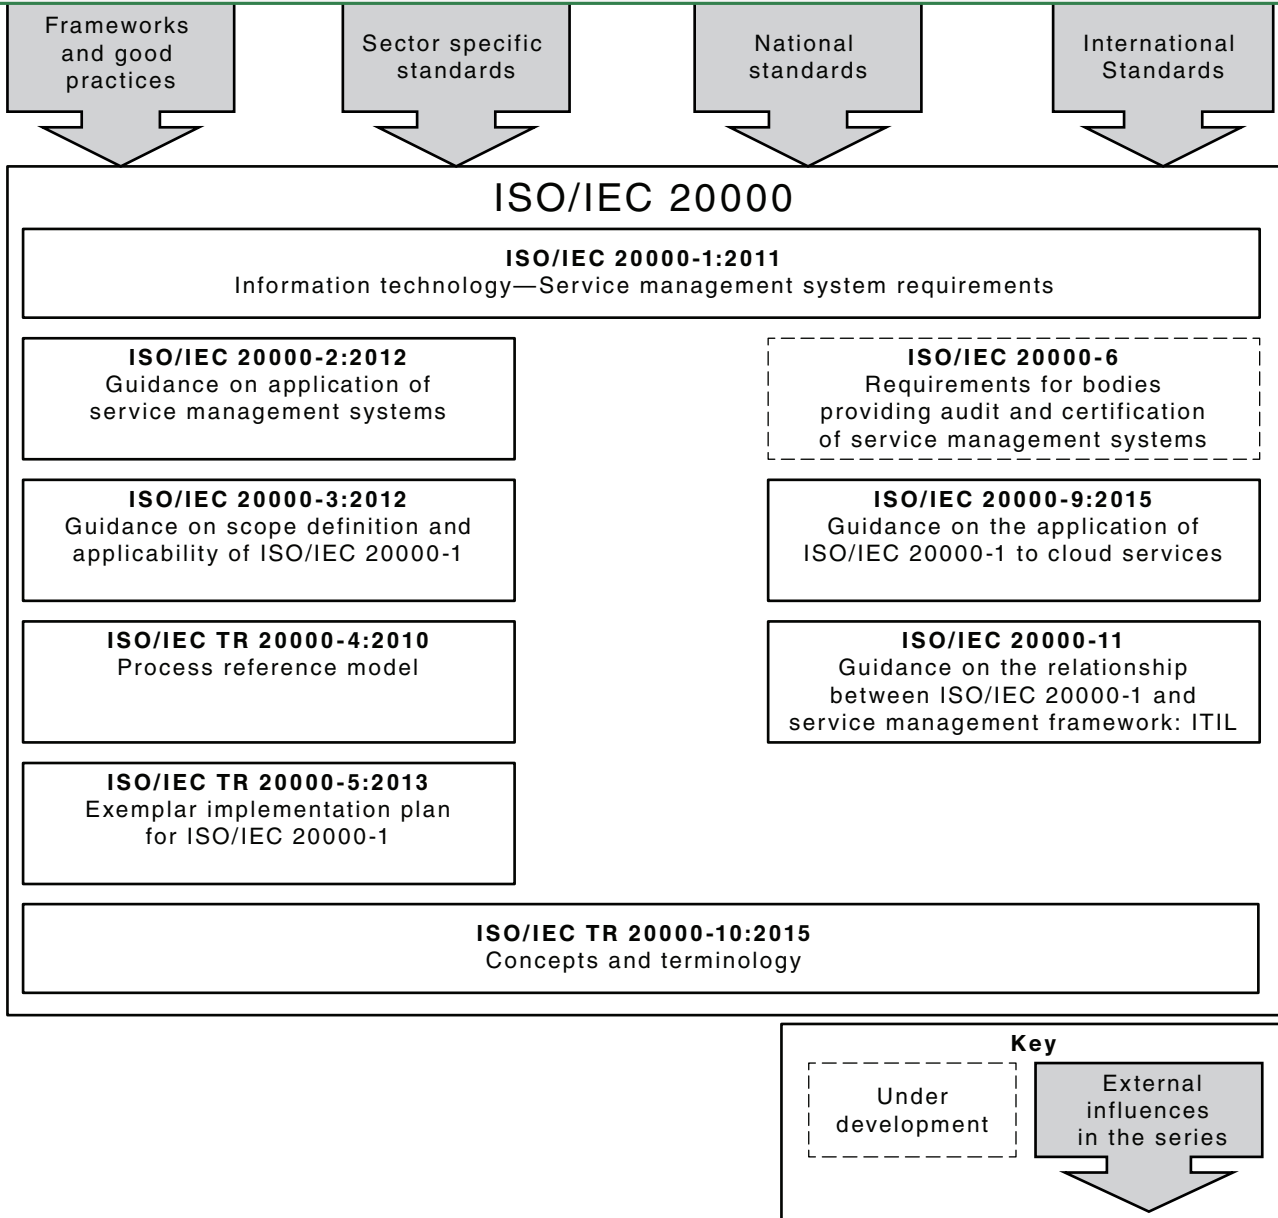 Frameworks
and good
practices
Sector specific
standards
National
standards
International
Standards
ISO/IEC 20000
ISO/IEC 20000-1:2011
Information technology—Service management system requirements
ISO/IEC 20000-2:2012
Guidance on application of
service management systems
ISO/IEC 20000-6
Requirements for bodies
providing audit and certification
of service management systems
ISO/IEC 20000-3:2012
Guidance on scope definition and
applicability of ISO/IEC 20000-1
ISO/IEC 20000-9:2015
Guidance on the application of
ISO/IEC 20000-1 to cloud services
ISO/IEC TR 20000-4:2010
Process reference model
ISO/IEC 20000-11
Guidance on the relationship
between ISO/IEC 20000-1 and
service management framework: ITIL
ISO/IEC TR 20000-5:2013
Exemplar implementation plan
for ISO/IEC 20000-1
ISO/IEC TR 20000-10:2015
Concepts and terminology
Key
Under
development
External
influences
in the series